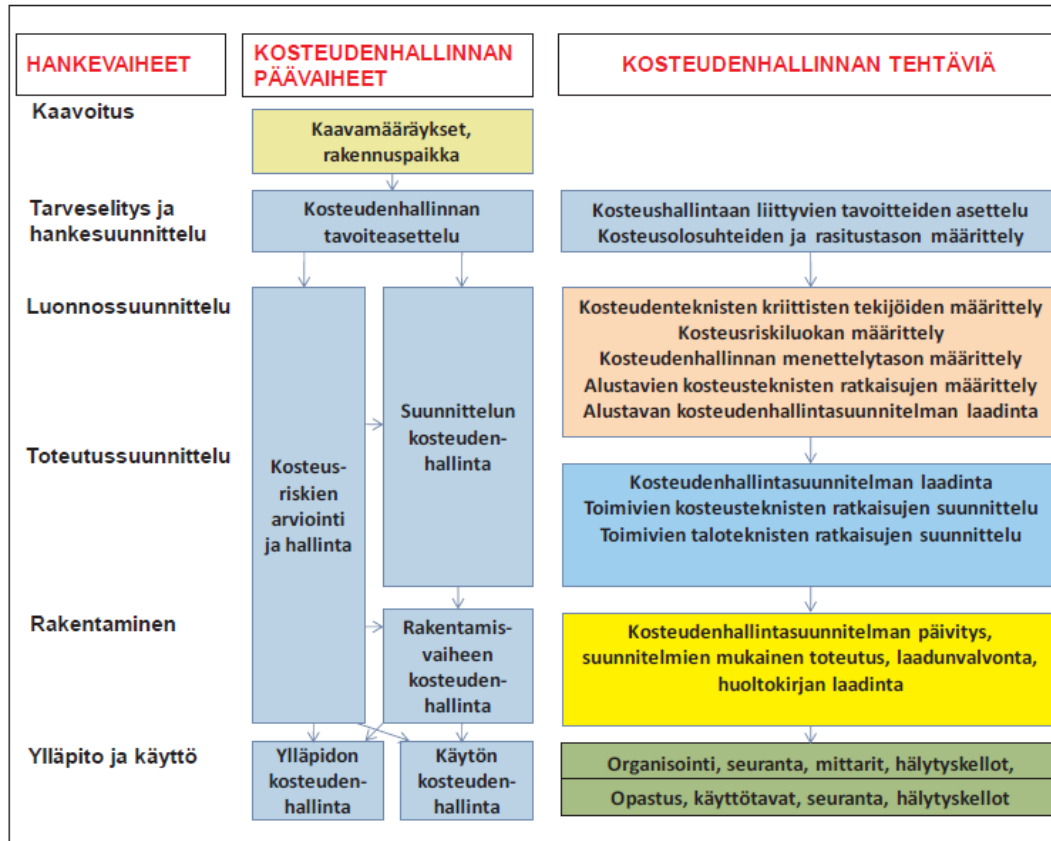 HANKEVAIHEET
KOSTEUDENHALLINNAN
PÄÄVAIHEET
KOSTEUDENHALLINNAN TEHTÄVIÄ
Kaavoitus
Kaavamääräykset,
rakennuspaikka
Tarveselitys ja
hankesuunnittelu
Kosteudenhallinnan
tavoiteasettelu
Kosteushallintaan liittyvien tavoitteiden asettelu
Kosteusolosuhteiden ja rasitustason määrittely
Luonnossuunnittelu
Kosteudenteknisten kriittisten tekijöiden määrittely
Kosteusriskiluokan määrittely
Kosteudenhallinnan menettelytason määrittely
Alustavien kosteusteknisten ratkaisujen määrittely
Alustavan kosteudenhallintasuunnitelman laadinta
Suunnittelun
kosteuden-
hallinta
Toteutussuunnittelu
Kosteus-
riskien
arviointi
ja hallinta
Kosteudenhallintasuunnitelman laadinta
Toimivien kosteusteknisten ratkaisujen suunnittelu
Toimivien taloteknisten ratkaisujen suunnittelu
Rakentaminen
Rakentamis-
vaiheen
kosteuden-
hallinta
Kosteudenhallintasuunnitelman päivitys,
suunnitelmien mukainen toteutus, laadunvalvonta,
huoltokirjan laadinta
Ylläpito ja käyttö
Ylläpidon
kosteuden-
hallinta
Käytön
kosteuden-
hallinta
Organisointi, seuranta, mittarit, hälytyskellot,
Opastus, käyttötavat, seuranta, hälytyskellot